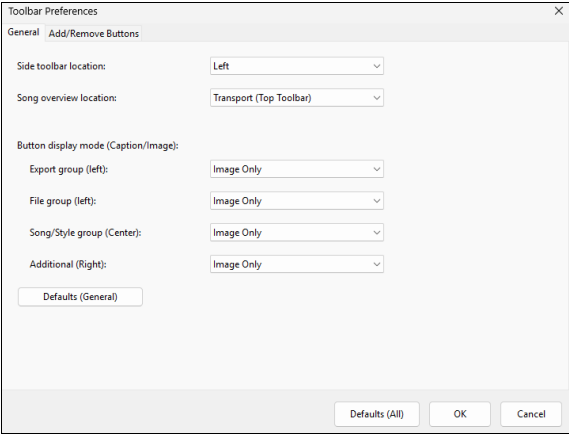 Toolbar Preferences
General Add/Remove Buttons
Side toolbar location: Left
Song overview location: Transport (Top Toolbar)
Button display mode (Caption/Image):
Export group (left): Image Only
File group (left): Image Only
Song/Style group (Center): Image Only
Additional (Right): Image Only
Defaults (General)
Defaults (All) OK Cancel